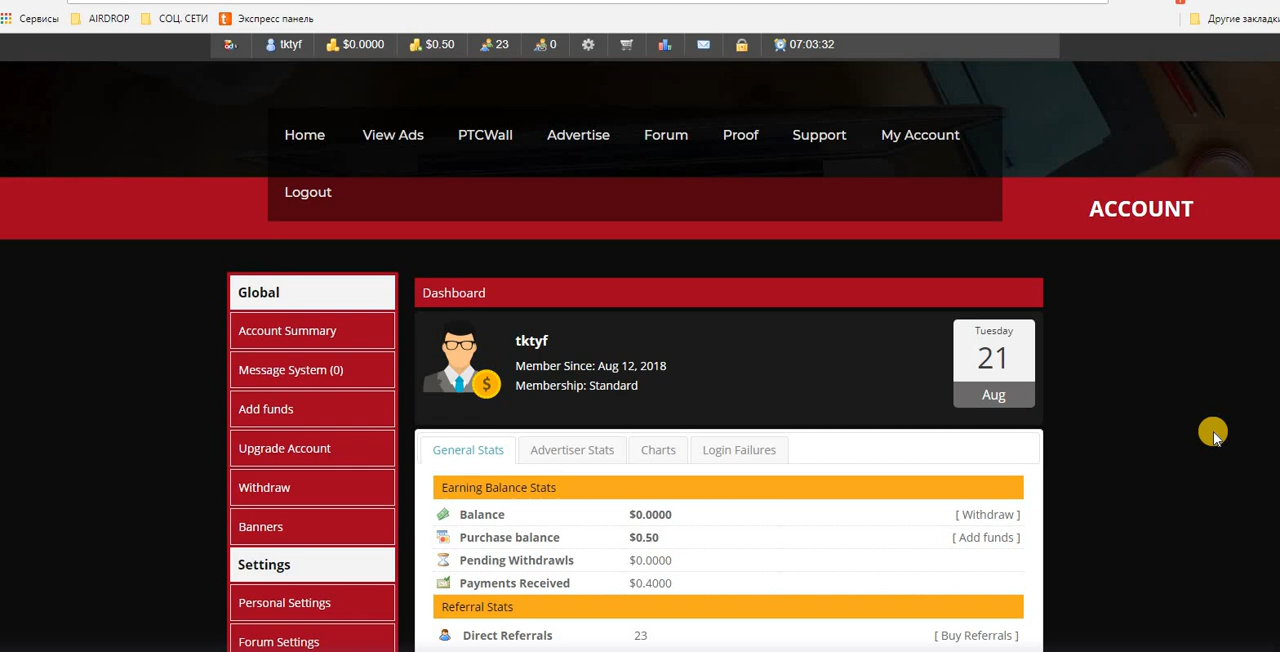 Сервисы AIRDROP СОЦ. СЕТИ Экспресс панель Другие закладки
tktyf $0.0000 $0.50 23 0 07:03:32
Home View Ads PTCWall Advertise Forum Proof Support My Account
Logout
ACCOUNT
Global
Account Summary
Message System (0)
Add funds
Upgrade Account
Withdraw
Banners
Settings
Personal Settings
Forum Settings
Dashboard
tktyf
Member Since: Aug 12, 2018
Membership: Standard
Tuesday
21
Aug
General Stats Advertiser Stats Charts Login Failures
Earning Balance Stats
Balance $0.0000 [ Withdraw ]
Purchase balance $0.50 [ Add funds ]
Pending Withdrawls $0.0000
Payments Received $0.4000
Referral Stats
Direct Referrals 23 [ Buy Referrals ]